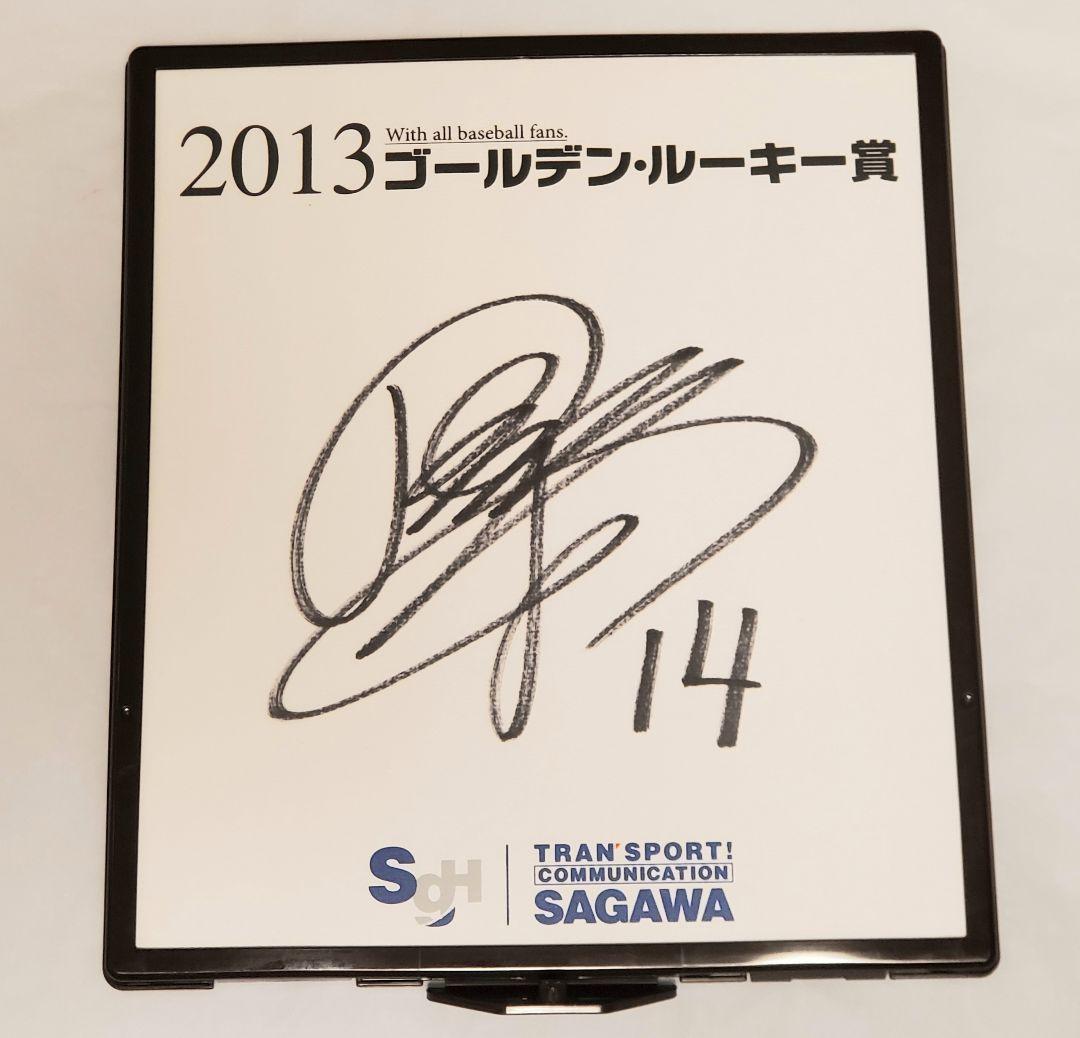 2013 With all baseball fans.
ゴールデン・ルーキー賞
14
SgH
TRAN'SPORT!
COMMUNICATION
SAGAWA